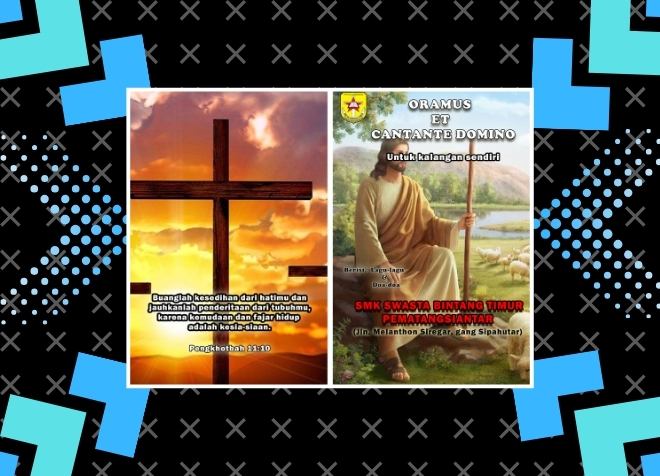 Buanglah kesedihan dari hatimu dan
jauhkanlah penderitaan dari tubuhmu,
karena kemudaan dan fajar hidup
adalah kesia-siaan.
Pengkhotbah 11:10
ORAMUS
ET
CANTANTE DOMINO
Untuk kalangan sendiri
Berisi: Lagu-lagu
&
Doa-doa
SMK SWASTA BINTANG TIMUR
PEMATANGSIANTAR
(Jln. Melanthon Siregar, gang Sipahutar)